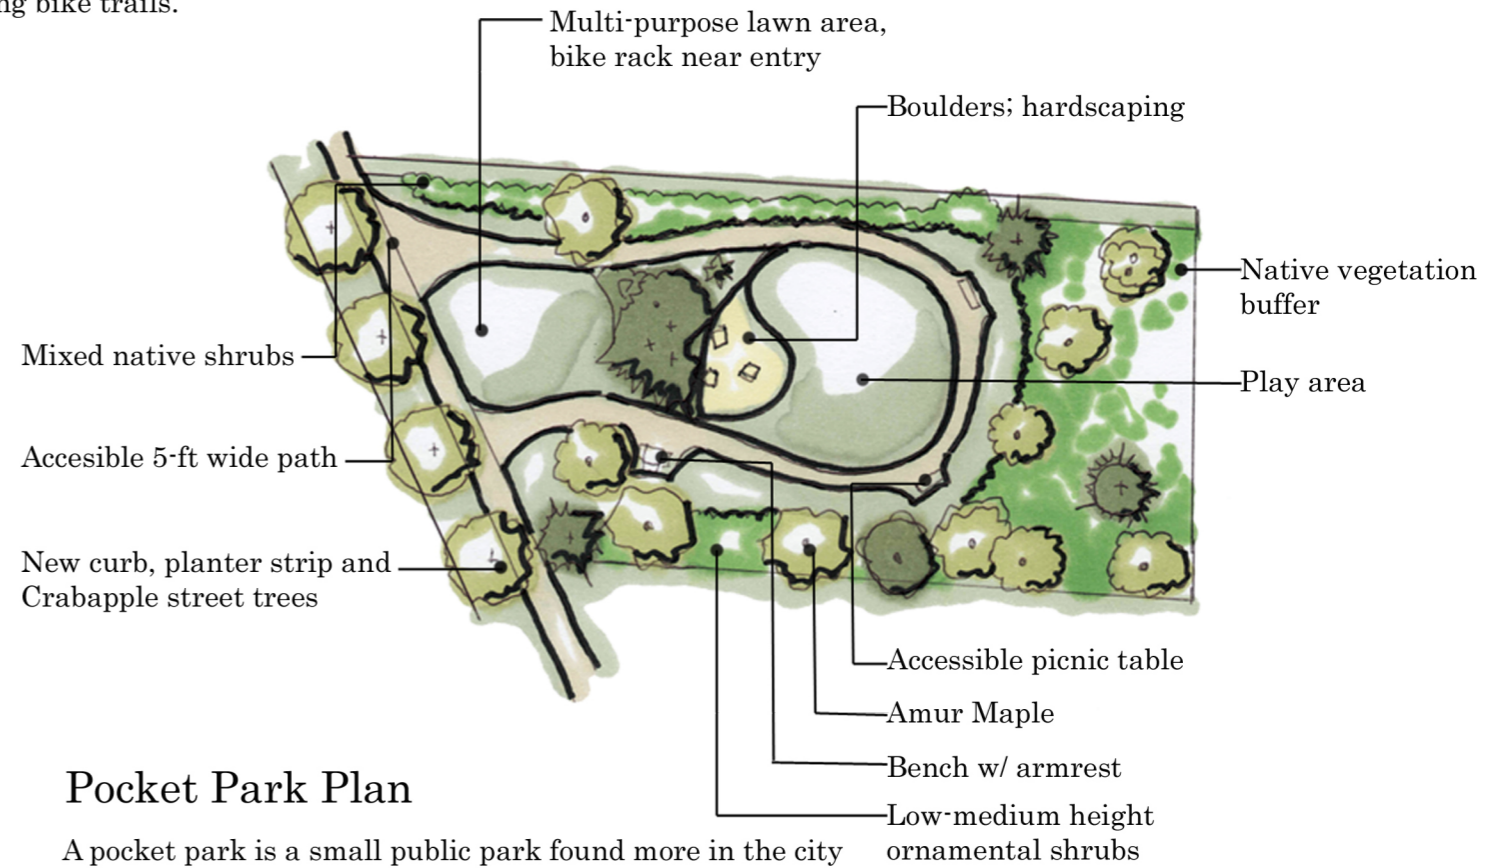 ng bike trails.
Multi-purpose lawn area,
bike rack near entry
Boulders; hardscaping
Native vegetation
buffer
Mixed native shrubs
Play area
Accesible 5-ft wide path
New curb, planter strip and
Crabapple street trees
Accessible picnic table
Amur Maple
Bench w/ armrest
Low-medium height
ornamental shrubs
Pocket Park Plan
A pocket park is a small public park found more in the city